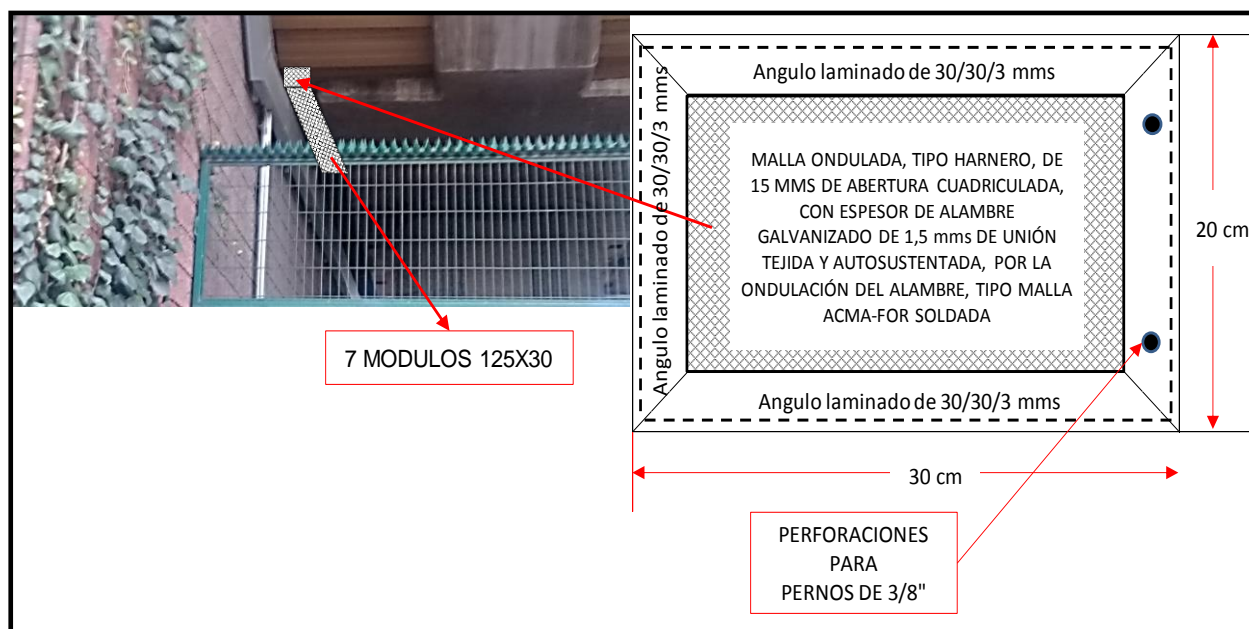 Angulo laminado de 30/30/3 mms
Angulo laminado de 30/30/3 mms
MALLA ONDULADA, TIPO HARNERO, DE
15 MMS DE ABERTURA CUADRICULADA,
CON ESPESOR DE ALAMBRE
GALVANIZADO DE 1,5 mms DE UNIÓN
TEJIDA Y AUTOSUSTENTADA, POR LA
ONDULACIÓN DEL ALAMBRE, TIPO MALLA
ACMA-FOR SOLDADA
20 cm
7 MODULOS 125X30
Angulo laminado de 30/30/3 mms
30 cm
PERFORACIONES
PARA
PERNOS DE 3/8"